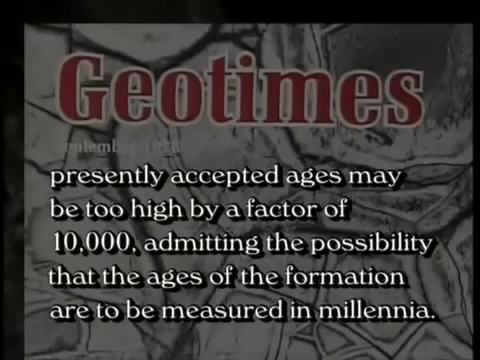 Geotimes
presently accepted ages may
be too high by a factor of
10,000, admitting the possibility
that the ages of the formation
are to be measured in millennia.